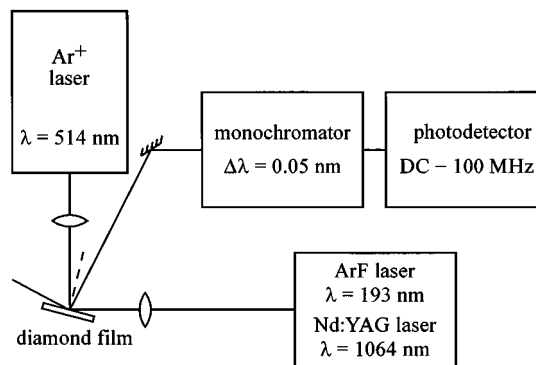 Ar+
laser
λ = 514 nm
monochromator
Δλ = 0.05 nm
photodetector
DC − 100 MHz
ArF laser
λ = 193 nm
Nd:YAG laser
λ = 1064 nm
diamond film